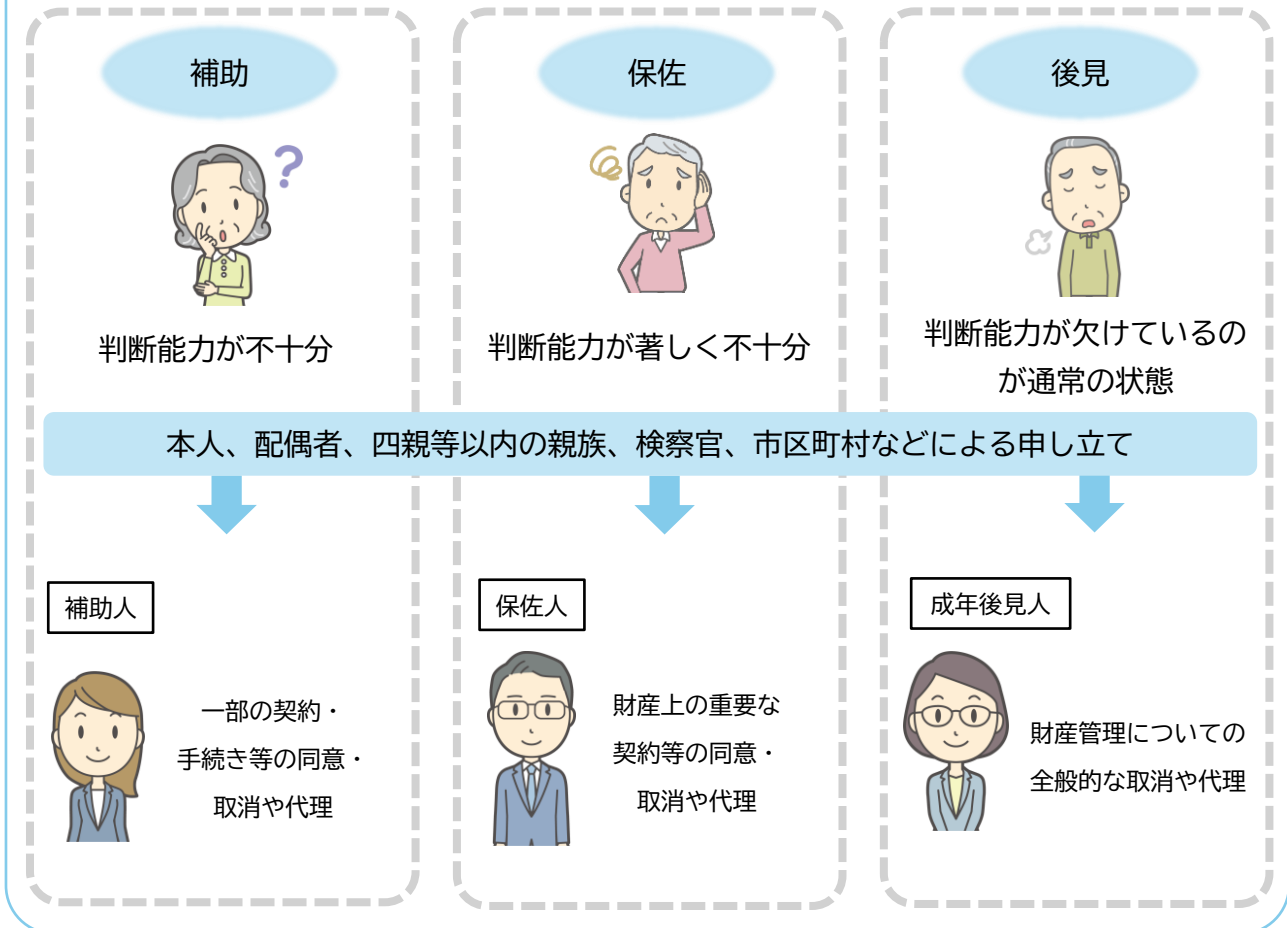 補助
保佐
後見
?
判断能力が不十分
判断能力が著しく不十分
判断能力が欠けているの
が通常の状態
本人、配偶者、四親等以内の親族、検察官、市区町村などによる申し立て
補助人
一部の契約・
手続き等の同意・
取消や代理
保佐人
財産上の重要な
契約等の同意・
取消や代理
成年後見人
財産管理についての
全般的な取消や代理